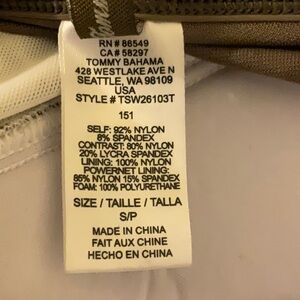 RN # 86549
CA # 58297
TOMMY BAHAMA
428 WESTLAKE AVE N
SEATTLE, WA 98109
USA
STYLE # TSW26103T
151
SELF: 92% NYLON
8% SPANDEX
CONTRAST: 80% NYLON
20% LYCRA SPANDEX
LINING: 100% NYLON
POWERNET LINING:
85% NYLON 15% SPANDEX
FOAM: 100% POLYURETHANE
SIZE / TAILLE / TALLA
S/P
MADE IN CHINA
FAIT AUX CHINE
HECHO EN CHINA